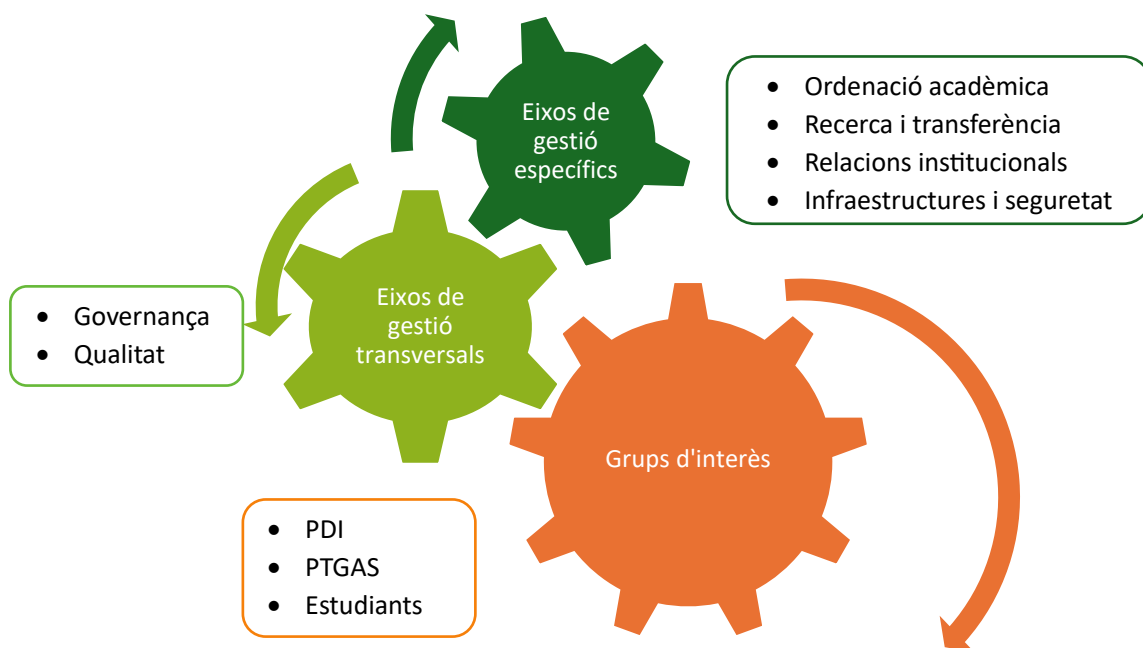 Eixos de
gestió
específics
• Ordenació acadèmica
• Recerca i transferència
• Relacions institucionals
• Infraestructures i seguretat
• Governança
• Qualitat
Eixos de
gestió
transversals
Grups d'interès
• PDI
• PTGAS
• Estudiants